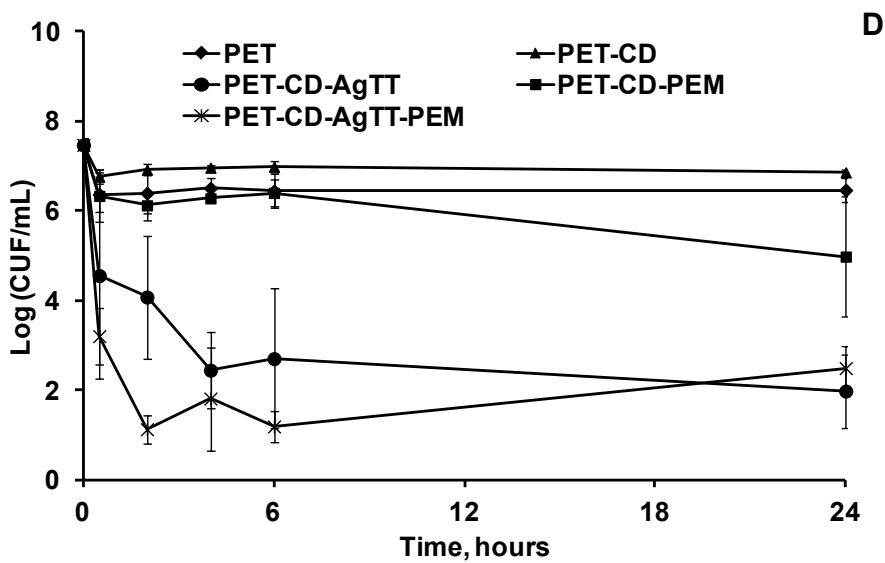 D
10
PET
PET-CD
PET-CD-AgTT
PET-CD-PEM
PET-CD-AgTT-PEM
8
6
4
2
0
Log (CUF/mL)
0 6 12 18 24
Time, hours